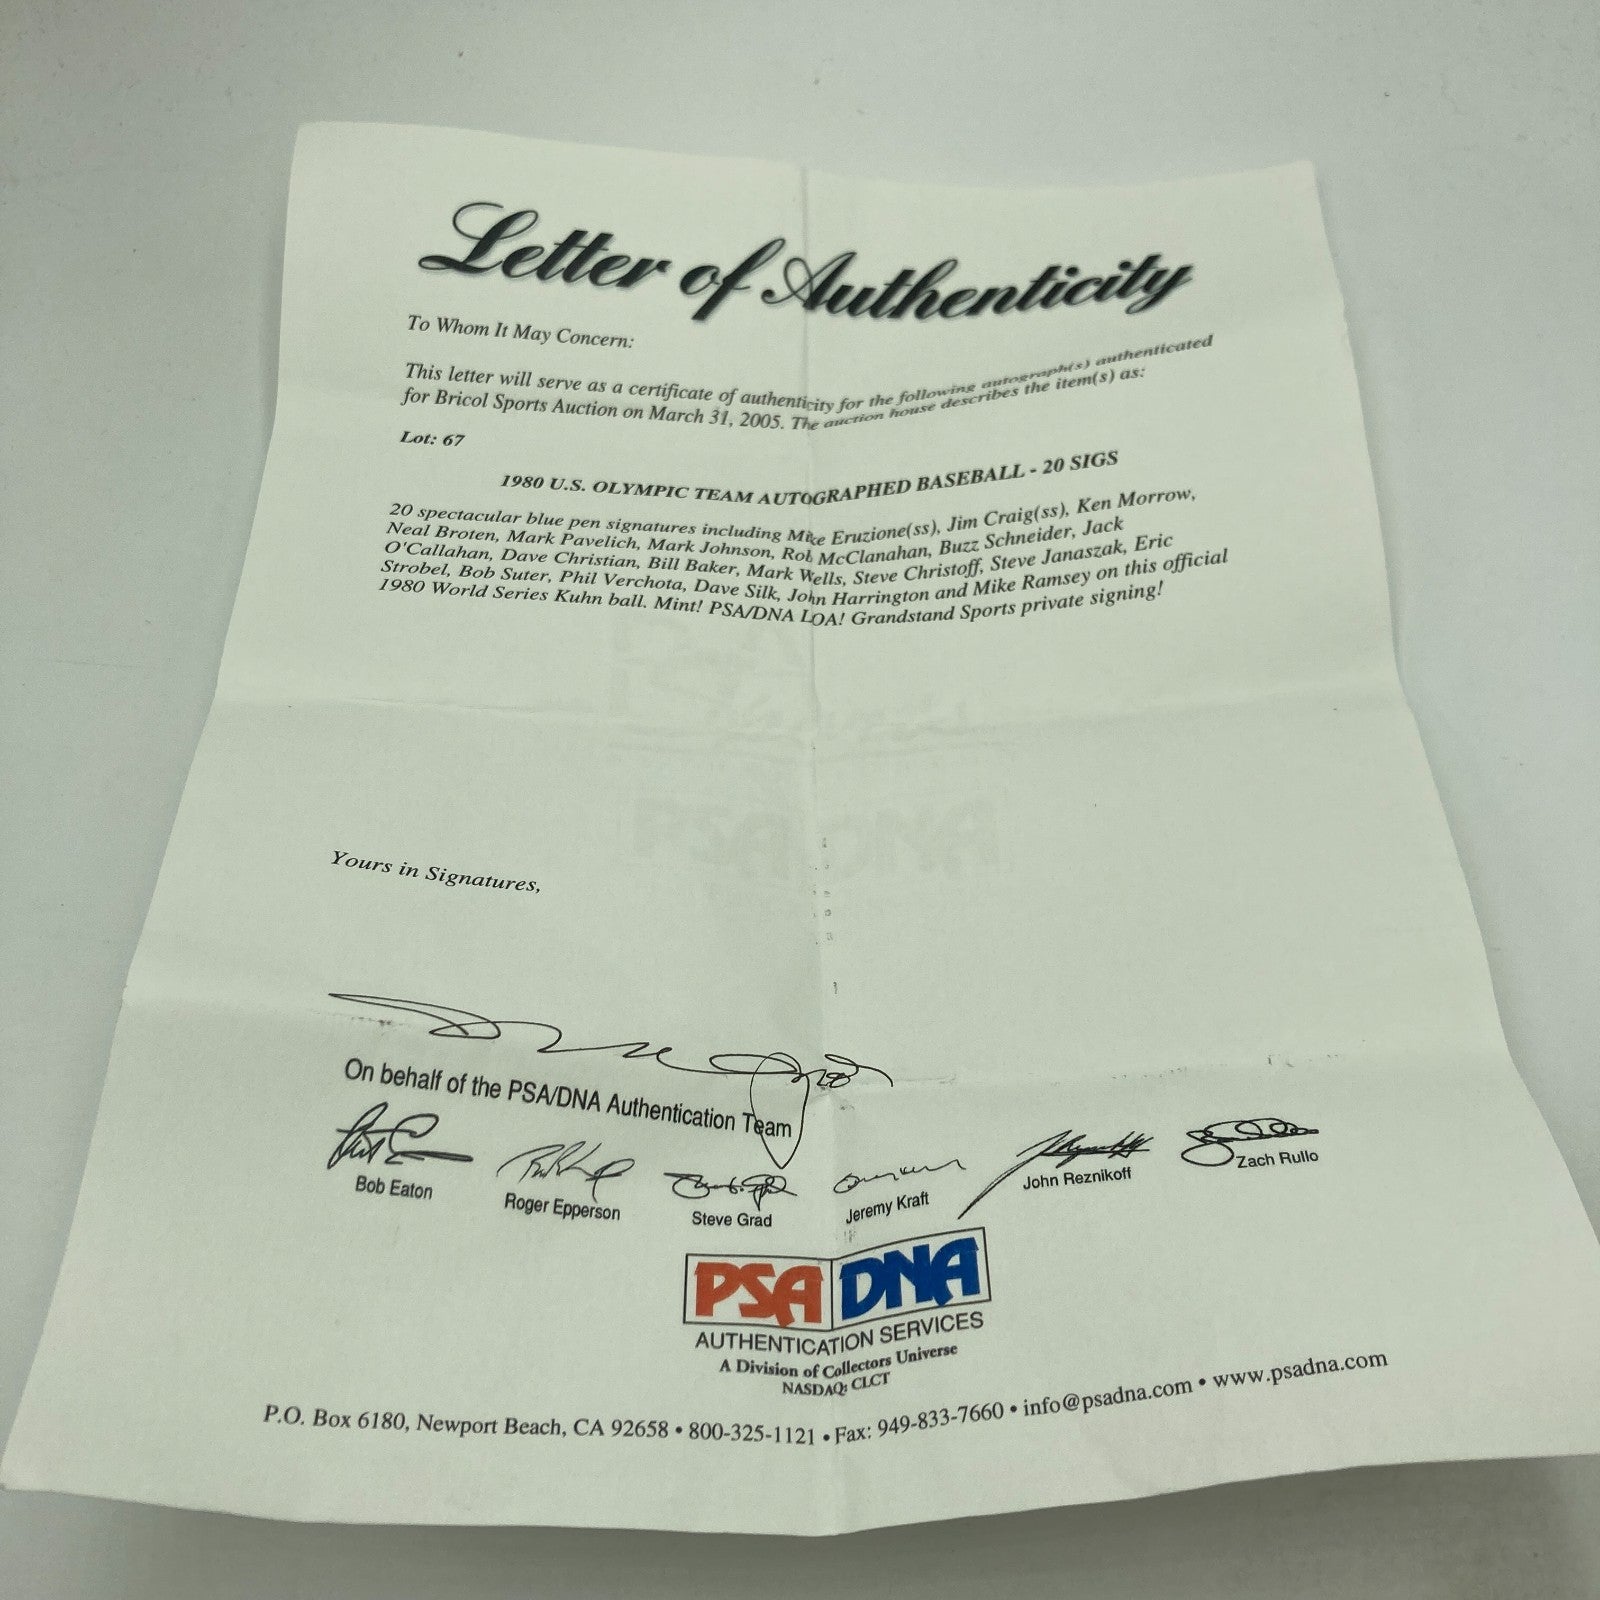 Letter of Authenticity
To Whom It May Concern:
This letter will serve as a certificate of authenticity for the following autograph(s) authenticated
for Bricol Sports Auction on March 31, 2005. The auction house describes the item(s) as:
Lot: 67
1980 U.S. OLYMPIC TEAM AUTOGRAPHED BASEBALL - 20 SIGS
20 spectacular blue pen signatures including Mike Eruzione(ss), Jim Craig(ss), Ken Morrow,
Neal Broten, Mark Pavelich, Mark Johnson, Rob McClanahan, Buzz Schneider, Jack
O'Callahan, Dave Christian, Bill Baker, Mark Wells, Steve Christoff, Steve Janaszak, Eric
Strobel, Bob Suter, Phil Verchota, Dave Silk, John Harrington and Mike Ramsey on this official
1980 World Series Kuhn ball. Mint! PSA/DNA LOA! Grandstand Sports private signing!
Yours in Signatures,
On behalf of the PSA/DNA Authentication Team
Bob Eaton Roger Epperson Steve Grad Jeremy Kraft John Reznikoff Zach Rullo
PSA DNA
AUTHENTICATION SERVICES
A Division of Collectors Universe
NASDAQ: CLCT
P.O. Box 6180, Newport Beach, CA 92658 • 800-325-1121 • Fax: 949-833-7660 • info@psadna.com • www.psadna.com